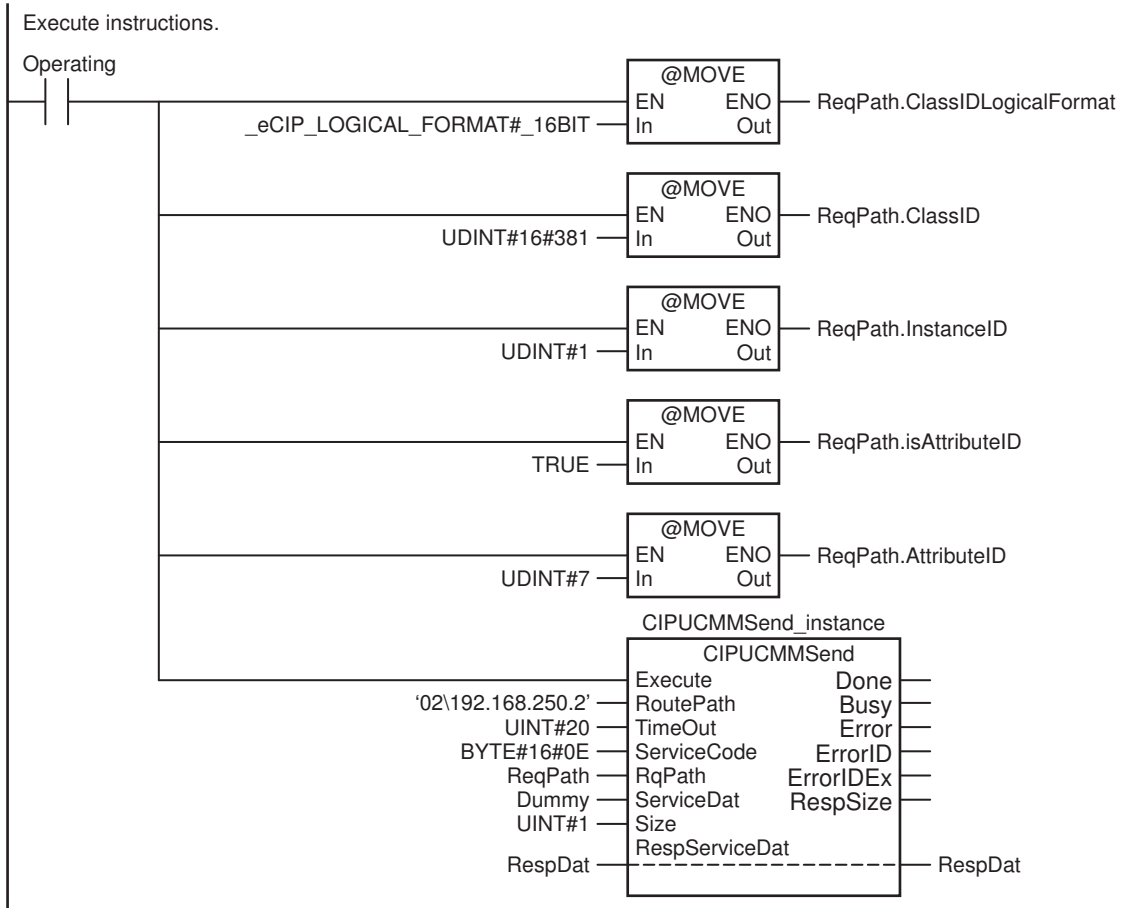 Execute instructions.
Operating
@MOVE
EN ENO ReqPath.ClassIDLogicalFormat
_eCIP_LOGICAL_FORMAT#_16BIT In Out
@MOVE
EN ENO ReqPath.ClassID
UDINT#16#381 In Out
@MOVE
EN ENO ReqPath.InstanceID
UDINT#1 In Out
@MOVE
EN ENO ReqPath.isAttributeID
TRUE In Out
@MOVE
EN ENO ReqPath.AttributeID
UDINT#7 In Out
CIPUCMMSend_instance
CIPUCMMSend
Execute Done
‘02\192.168.250.2’ RoutePath Busy
UINT#20 TimeOut Error
BYTE#16#0E ServiceCode ErrorID
ReqPath RqPath ErrorIDEx
Dummy ServiceDat RespSize
UINT#1 Size
RespServiceDat
RespDat RespDat